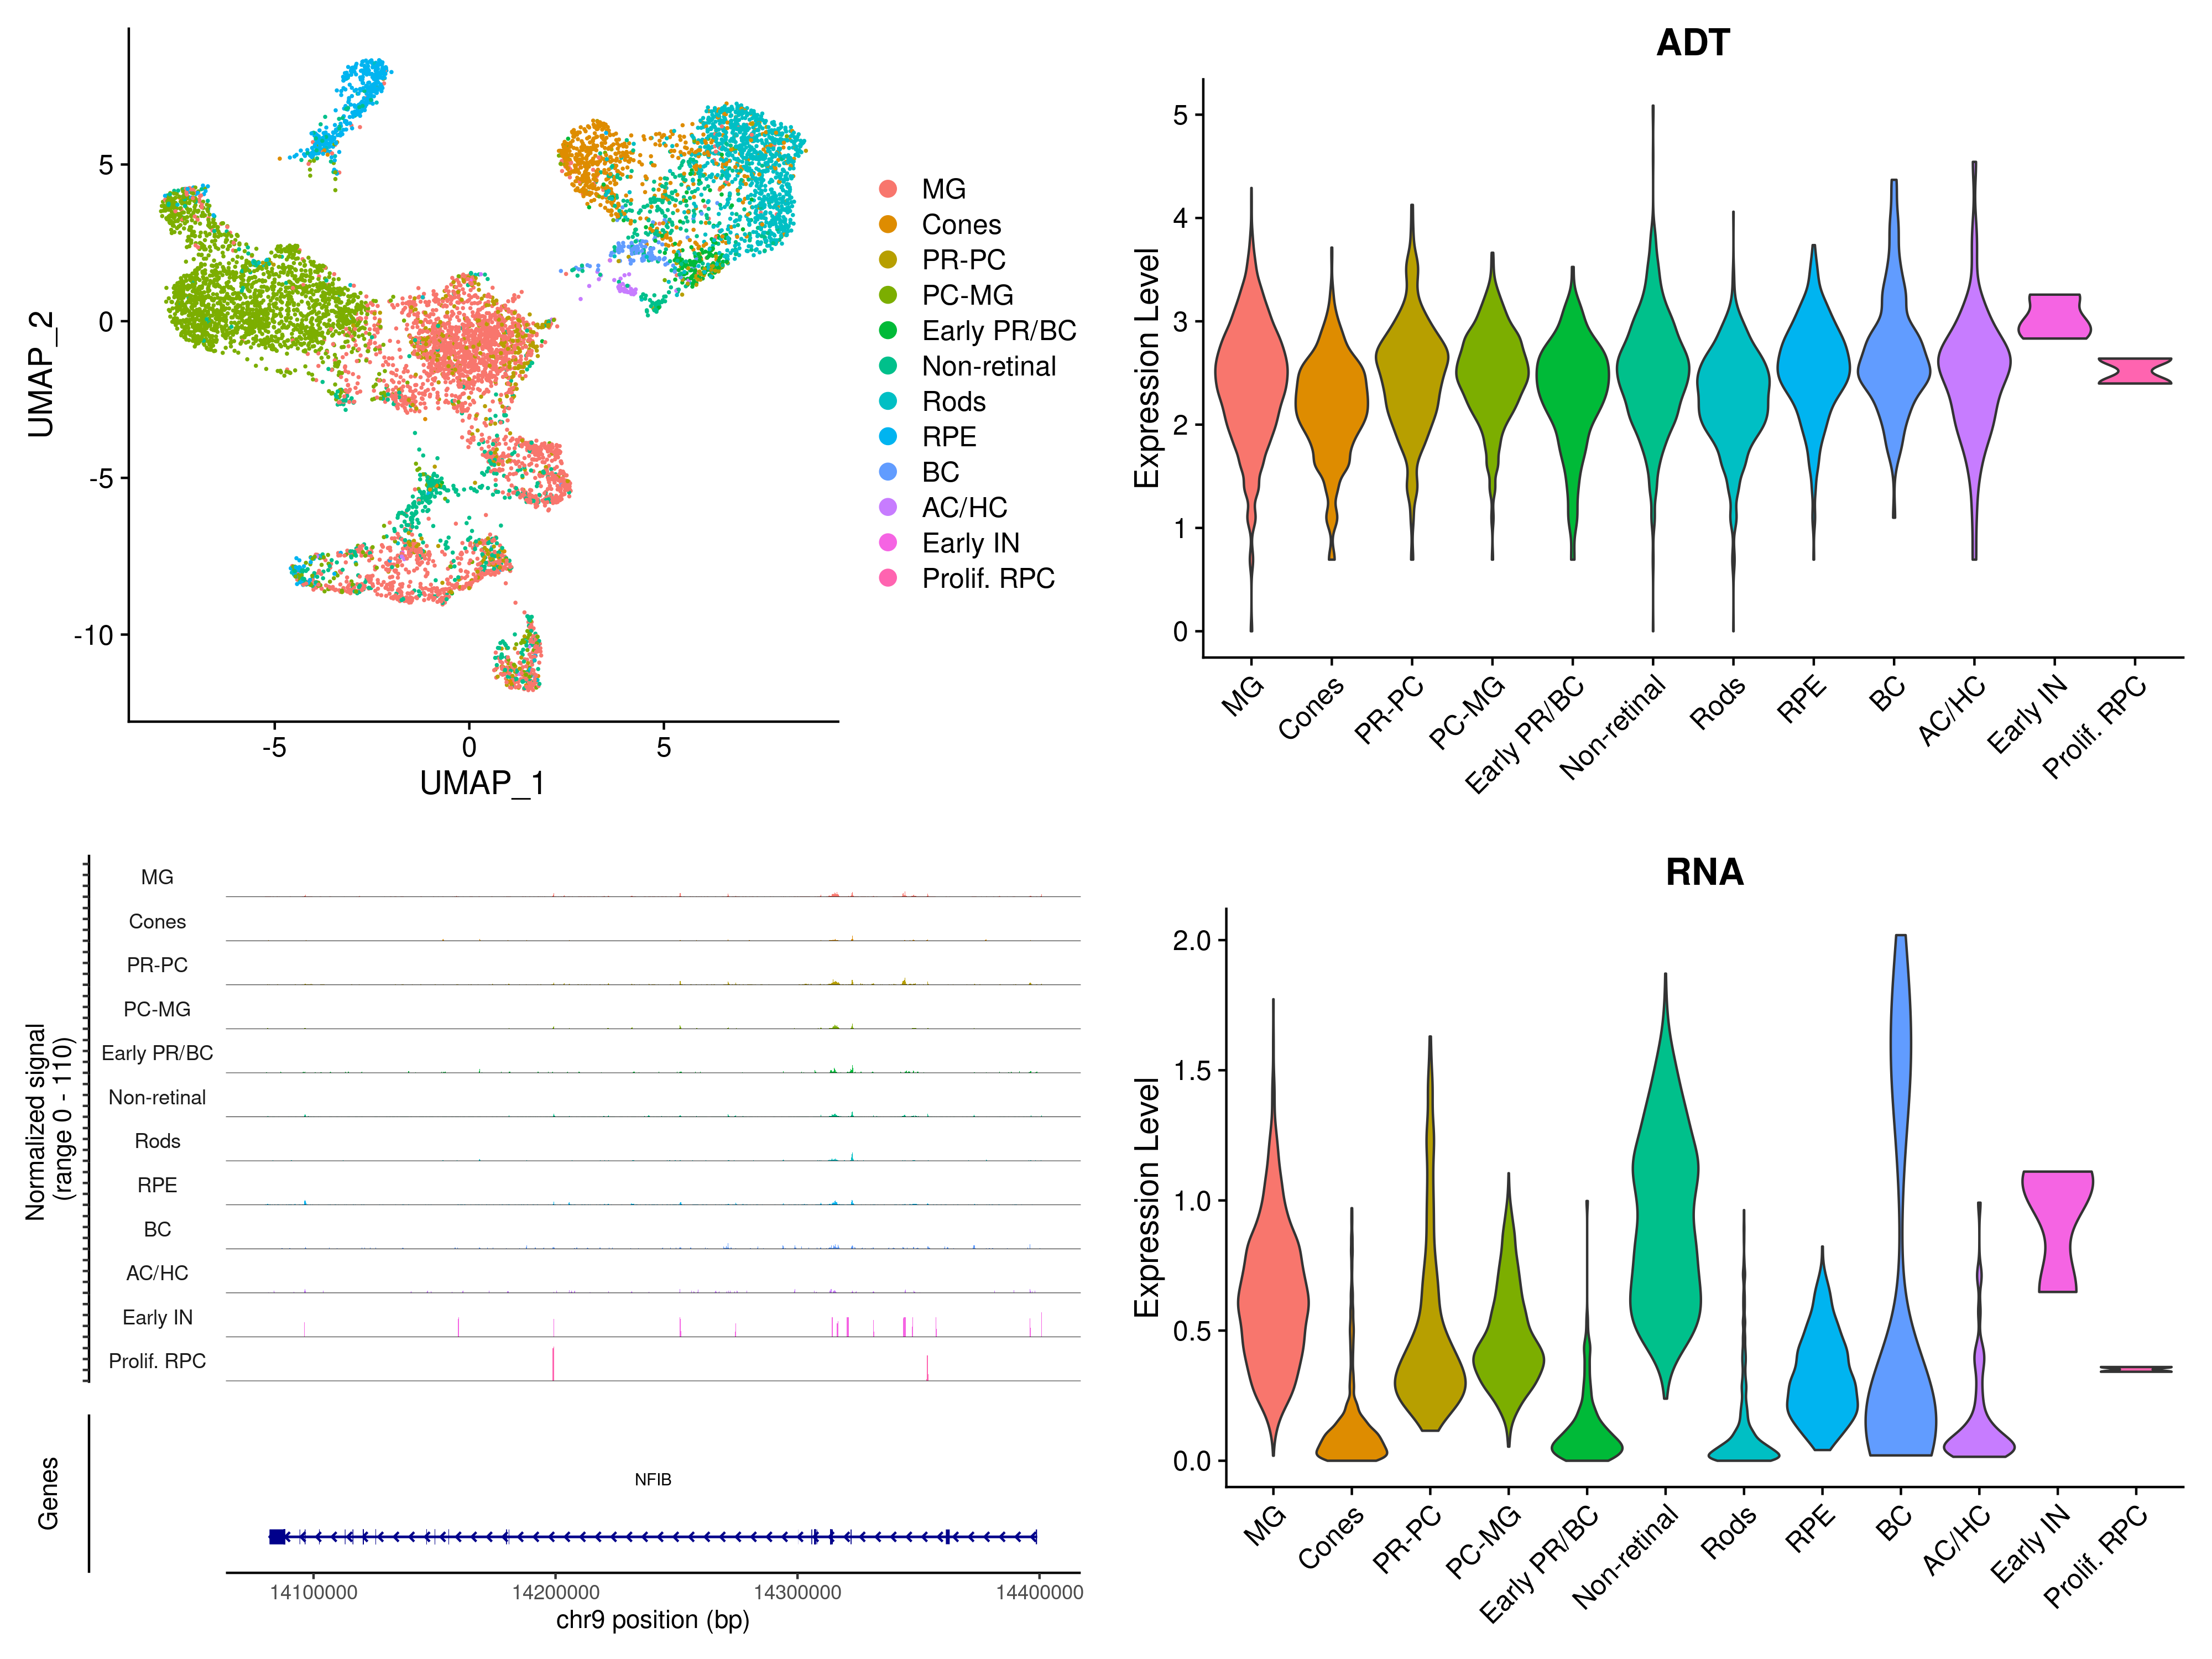 UMAP_2
5
0
-5
-10
-5
0
5
UMAP_1
MG
Cones
PR-PC
PC-MG
Early PR/BC
Non-retinal
Rods
RPE
BC
AC/HC
Early IN
Prolif. RPC
ADT
Expression Level
5
4
3
2
1
0
MG
Cones
PR-PC
PC-MG
Early PR/BC
Non-retinal
Rods
RPE
BC
AC/HC
Early IN
Prolif. RPC
Normalized signal
(range 0 - 110)
MG
Cones
PR-PC
PC-MG
Early PR/BC
Non-retinal
Rods
RPE
BC
AC/HC
Early IN
Prolif. RPC
Genes
NFIB
14100000
14200000
14300000
14400000
chr9 position (bp)
RNA
Expression Level
2.0
1.5
1.0
0.5
0.0
MG
Cones
PR-PC
PC-MG
Early PR/BC
Non-retinal
Rods
RPE
BC
AC/HC
Early IN
Prolif. RPC